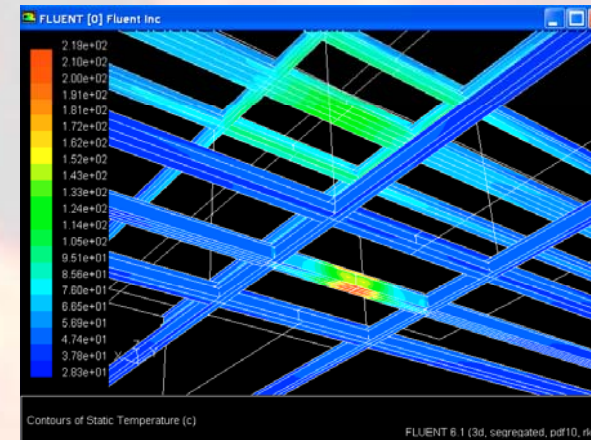 FLUENT [0] Fluent Inc
2.19e+02
2.10e+02
2.00e+02
1.91e+02
1.81e+02
1.72e+02
1.62e+02
1.52e+02
1.43e+02
1.33e+02
1.24e+02
1.14e+02
1.05e+02
9.51e+01
8.56e+01
7.60e+01
6.65e+01
5.69e+01
4.74e+01
3.78e+01
2.83e+01
Z
Y
X
Contours of Static Temperature (c)
FLUENT 6.1 (3d, segregated, pdf10,